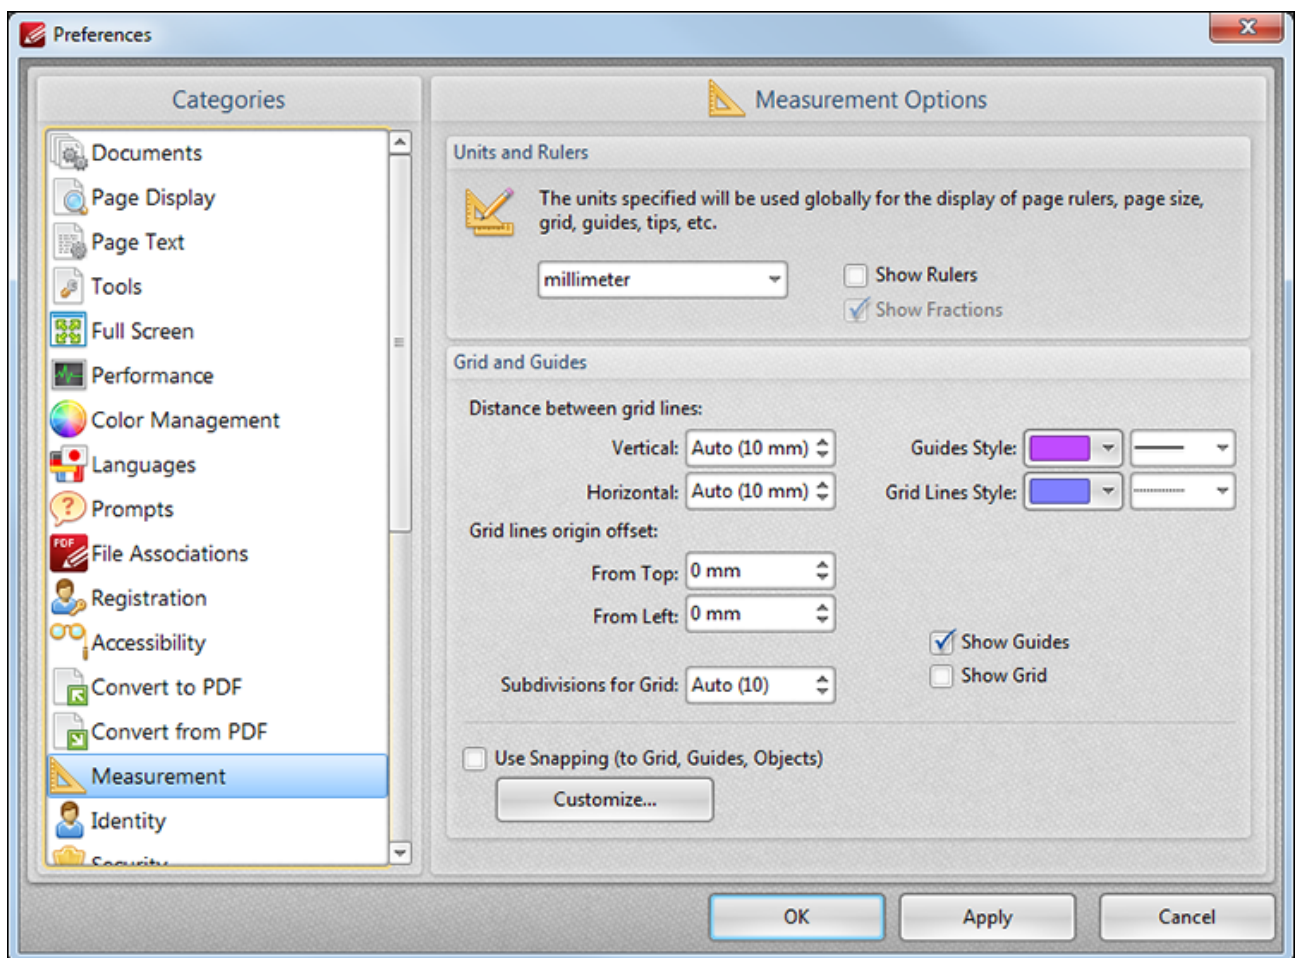 Preferences
Categories
Documents
Page Display
Page Text
Tools
Full Screen
Performance
Color Management
Languages
Prompts
PDF
File Associations
Registration
Accessibility
Convert to PDF
Convert from PDF
Measurement
Identity
Security
Measurement Options
Units and Rulers
The units specified will be used globally for the display of page rulers, page size,
grid, guides, tips, etc.
millimeter
Show Rulers
Show Fractions
Grid and Guides
Distance between grid lines:
Vertical: Auto (10 mm) Guides Style:
Horizontal: Auto (10 mm) Grid Lines Style:
Grid lines origin offset:
From Top: 0 mm
From Left: 0 mm
Show Guides
Show Grid
Subdivisions for Grid: Auto (10)
Use Snapping (to Grid, Guides, Objects)
Customize...
OK Apply Cancel